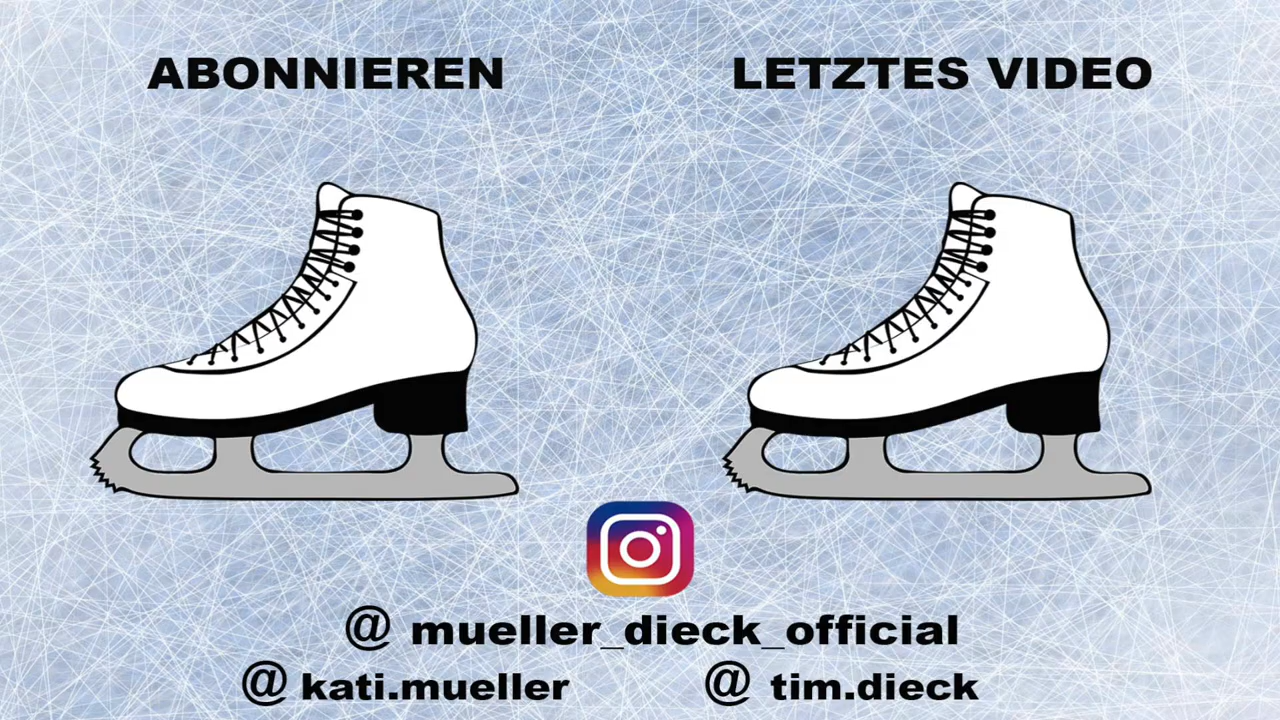 ABONNIEREN
LETZTES VIDEO
@ mueller_dieck_official
@ kati.mueller
@ tim.dieck